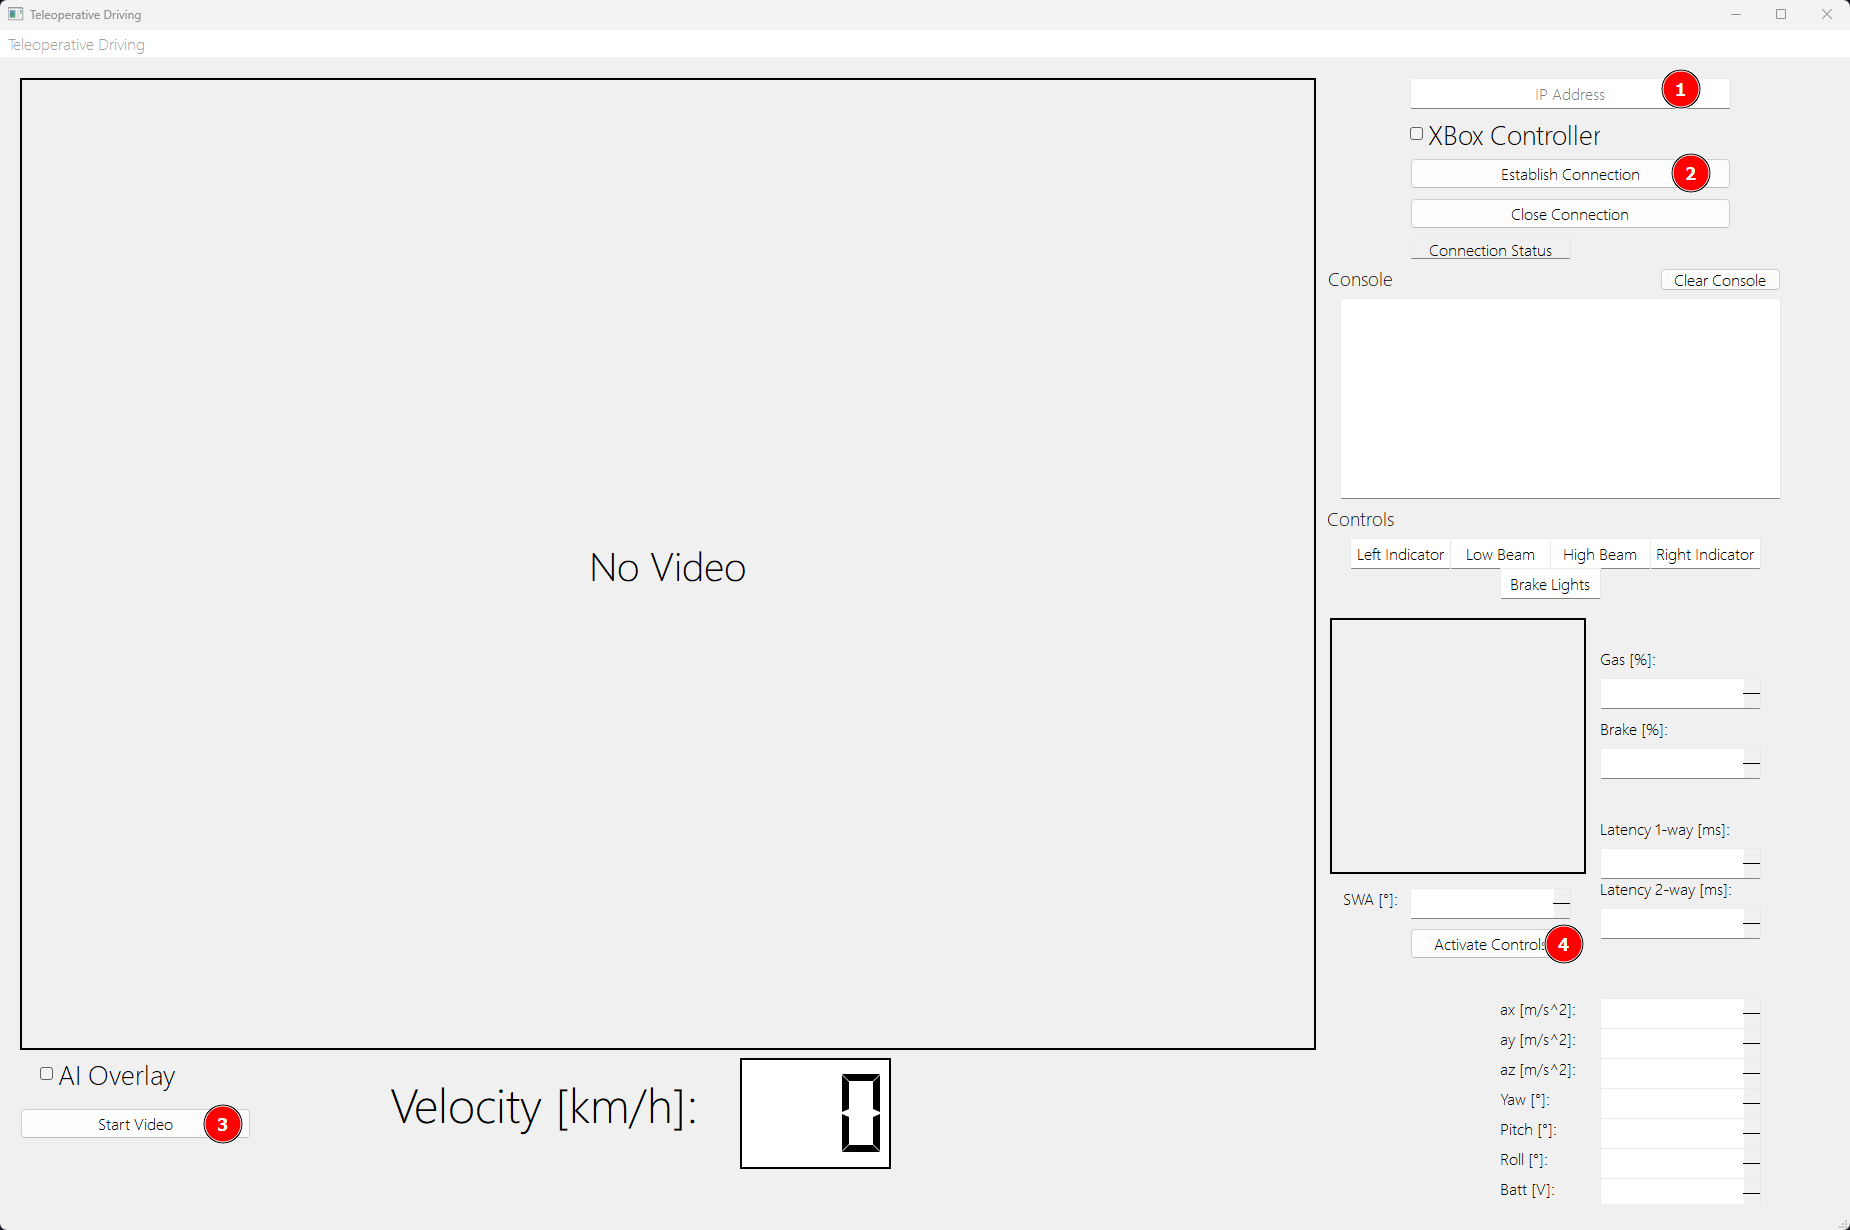 Teleoperative Driving
Teleoperative Driving
IP Address
1
XBox Controller
Establish Connection
2
Close Connection
Connection Status
Console
Clear Console
No Video
Controls
Left Indicator
Low Beam
High Beam
Right Indicator
Brake Lights
Gas [%]:
Brake [%]:
Latency 1-way [ms]:
Latency 2-way [ms]:
SWA [°]:
Activate Controls
4
ax [m/s^2]:
ay [m/s^2]:
az [m/s^2]:
Yaw [°]:
Pitch [°]:
Roll [°]:
Batt [V]:
AI Overlay
Start Video
3
Velocity [km/h]:
0